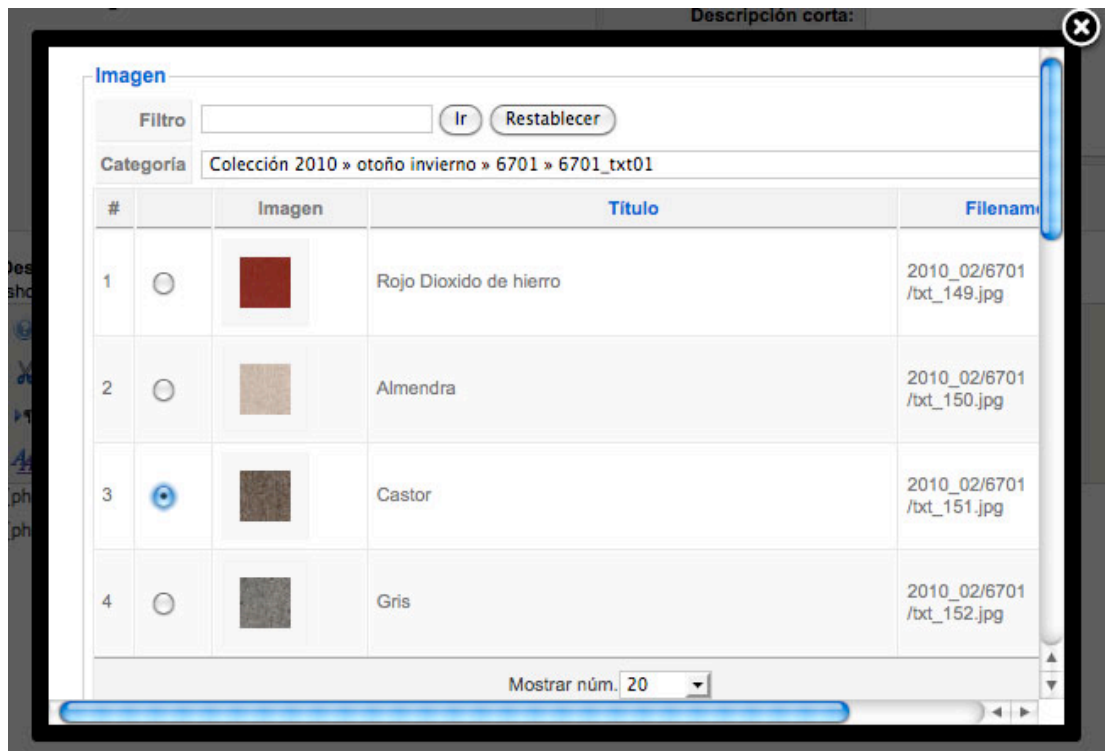 Descripción corta:
Imagen
Filtro Ir Restablecer
Categoría Colección 2010 » otoño invierno » 6701 » 6701_txt01
# Imagen Título Filenam
1 Rojo Dioxido de hierro 2010_02/6701
/txt_149.jpg
2 Almendra 2010_02/6701
/txt_150.jpg
3 Castor 2010_02/6701
/txt_151.jpg
4 Gris 2010_02/6701
/txt_152.jpg
Mostrar núm. 20